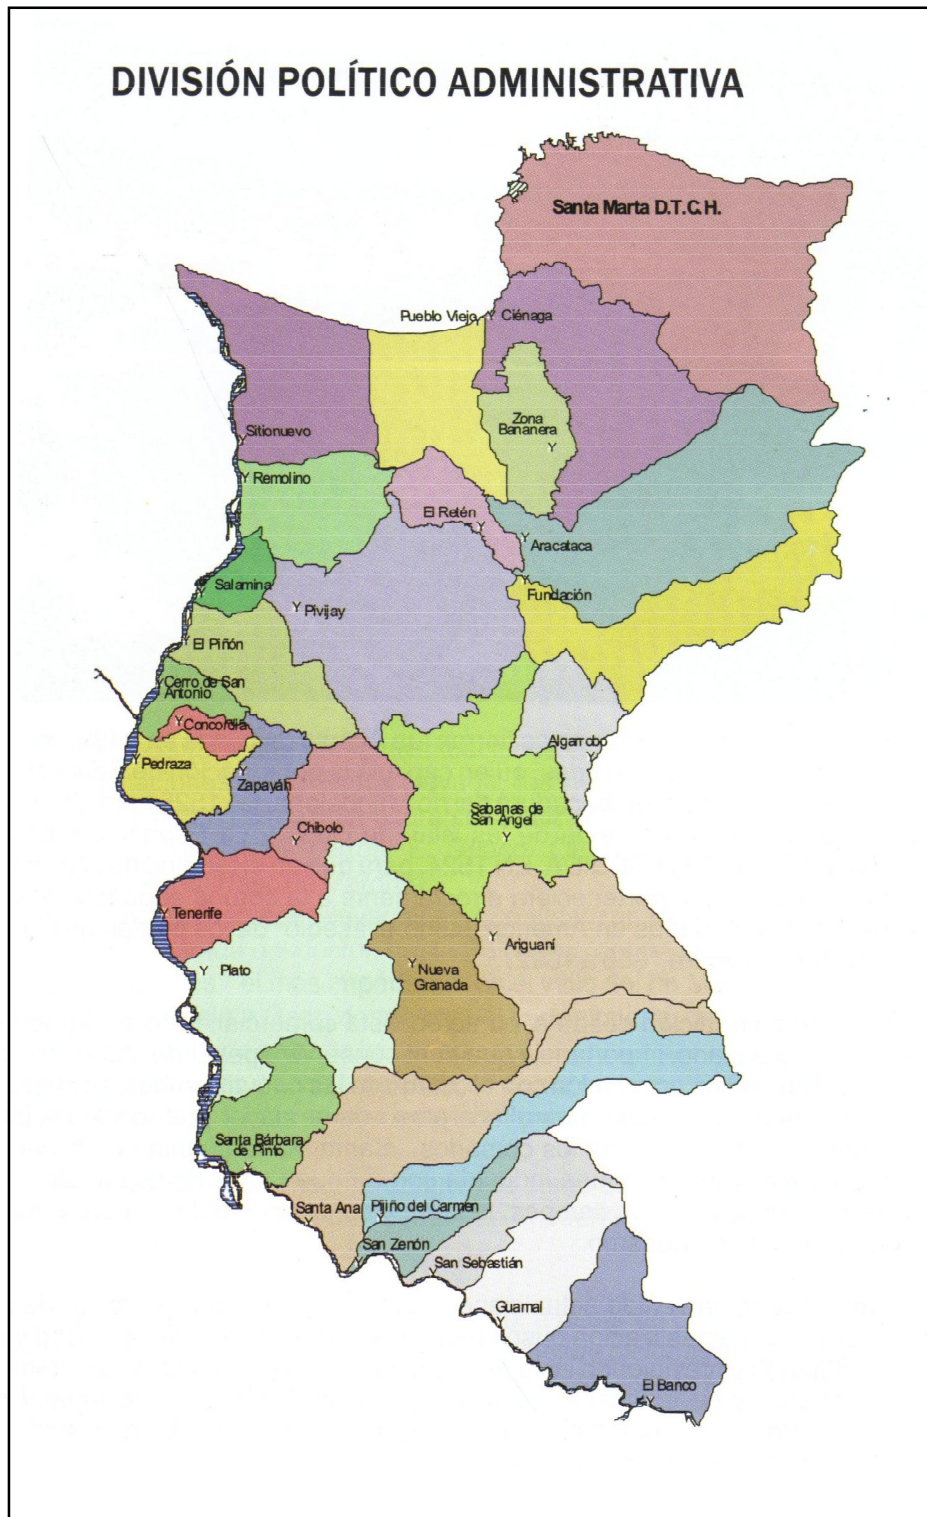 DIVISIÓN POLÍTICO ADMINISTRATIVA
Santa Marta D.T.C.H.
Pueblo Viejo
Ciénaga
Zona
Bananera
Sitionuevo
Remolino
El Retén
Aracataca
Salamina
Fundación
Pivijay
El Piñón
Cerro de San
Antonio
Concordia
Algarrobo
Pedraza
Zapayán
Sabanas de
San Angel
Chibolo
Tenerife
Ariguaní
Plato
Nueva
Granada
Santa Bárbara
de Pinto
Santa Ana
Pijiño del Carmen
San Zenón
San Sebastián
Guamal
El Banco